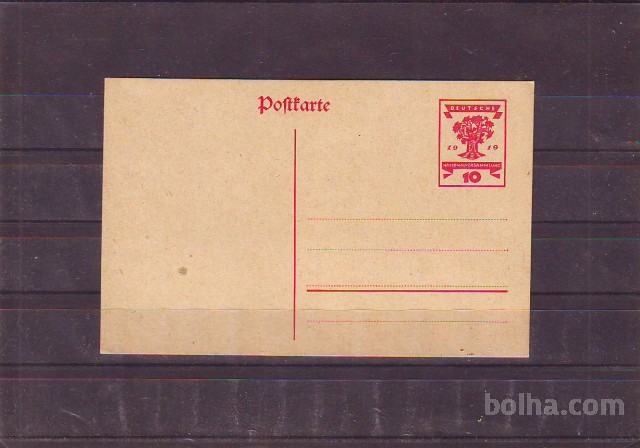 Postkarte
DEUTSCHE
19 19
NATIONALVERSAMMLUNG
10
bolha.com